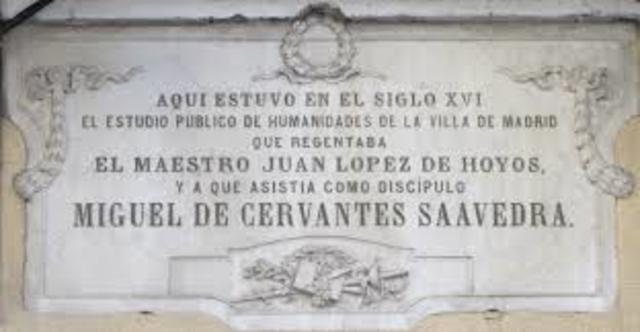 AQUI ESTUVO EN EL SIGLO XVI
EL ESTUDIO PUBLICO DE HUMANIDADES DE LA VILLA DE MADRID
QUE REGENTABA
EL MAESTRO JUAN LOPEZ DE HOYOS,
Y A QUE ASISTIA COMO DISCÍPULO
MIGUEL DE CERVANTES SAAVEDRA.